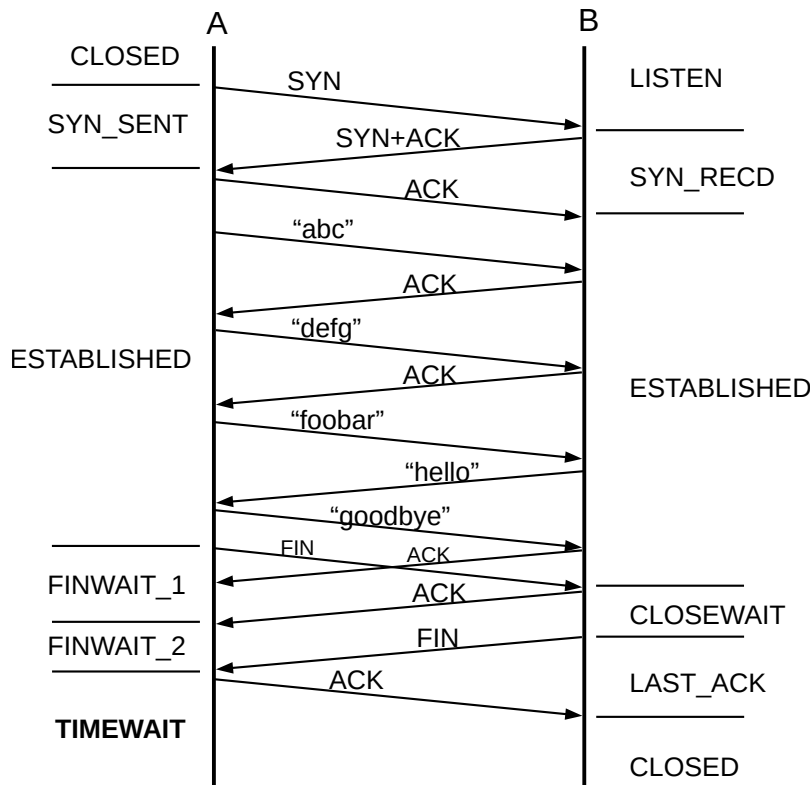 A
B
CLOSED
SYN
LISTEN
SYN_SENT
SYN+ACK
ACK
SYN_RECD
“abc”
ACK
“defg”
ESTABLISHED
ACK
ESTABLISHED
“foobar”
“hello”
“goodbye”
FIN
ACK
FINWAIT_1
ACK
CLOSEWAIT
FINWAIT_2
FIN
ACK
LAST_ACK
TIMEWAIT
CLOSED